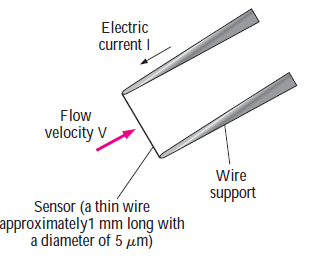 Electric
current I
Flow
velocity V
Wire
support
Sensor (a thin wire
approximately1 mm long with
a diameter of 5 μm)